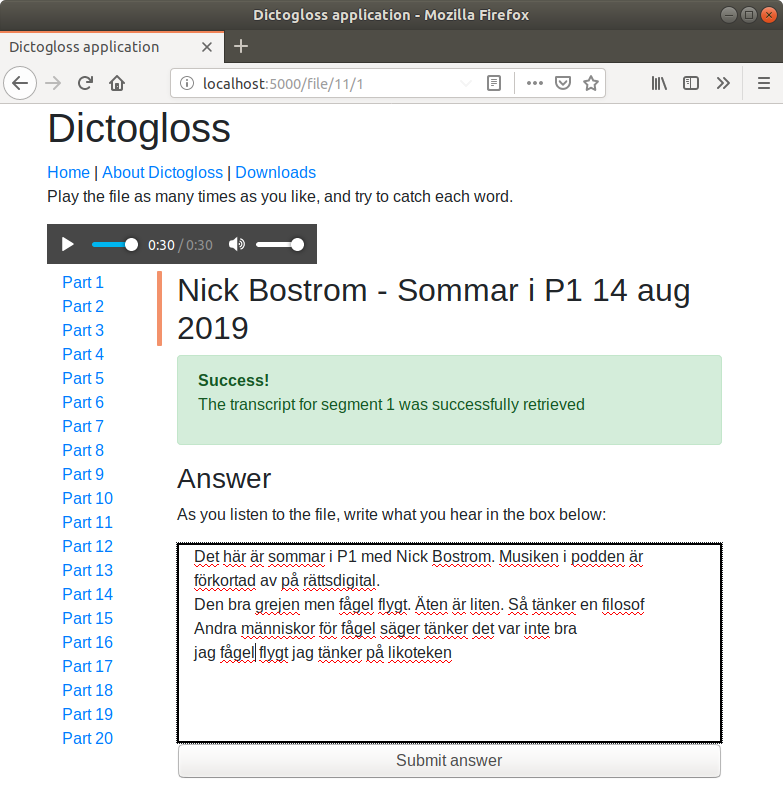 Dictogloss application - Mozilla Firefox
Dictogloss application
localhost:5000/file/11/1
Dictogloss
Home | About Dictogloss | Downloads
Play the file as many times as you like, and try to catch each word.
0:30 / 0:30
Part 1
Part 2
Part 3
Part 4
Part 5
Part 6
Part 7
Part 8
Part 9
Part 10
Part 11
Part 12
Part 13
Part 14
Part 15
Part 16
Part 17
Part 18
Part 19
Part 20
Nick Bostrom - Sommar i P1 14 aug
2019
Success!
The transcript for segment 1 was successfully retrieved
Answer
As you listen to the file, write what you hear in the box below:
Det här är sommar i P1 med Nick Bostrom. Musiken i podden är
förkortad av på rättsdigital.
Den bra grejen men fågel flygt. Äten är liten. Så tänker en filosof
Andra människor för fågel säger tänker det var inte bra
jag fågel flygt jag tänker på likoteken
Submit answer